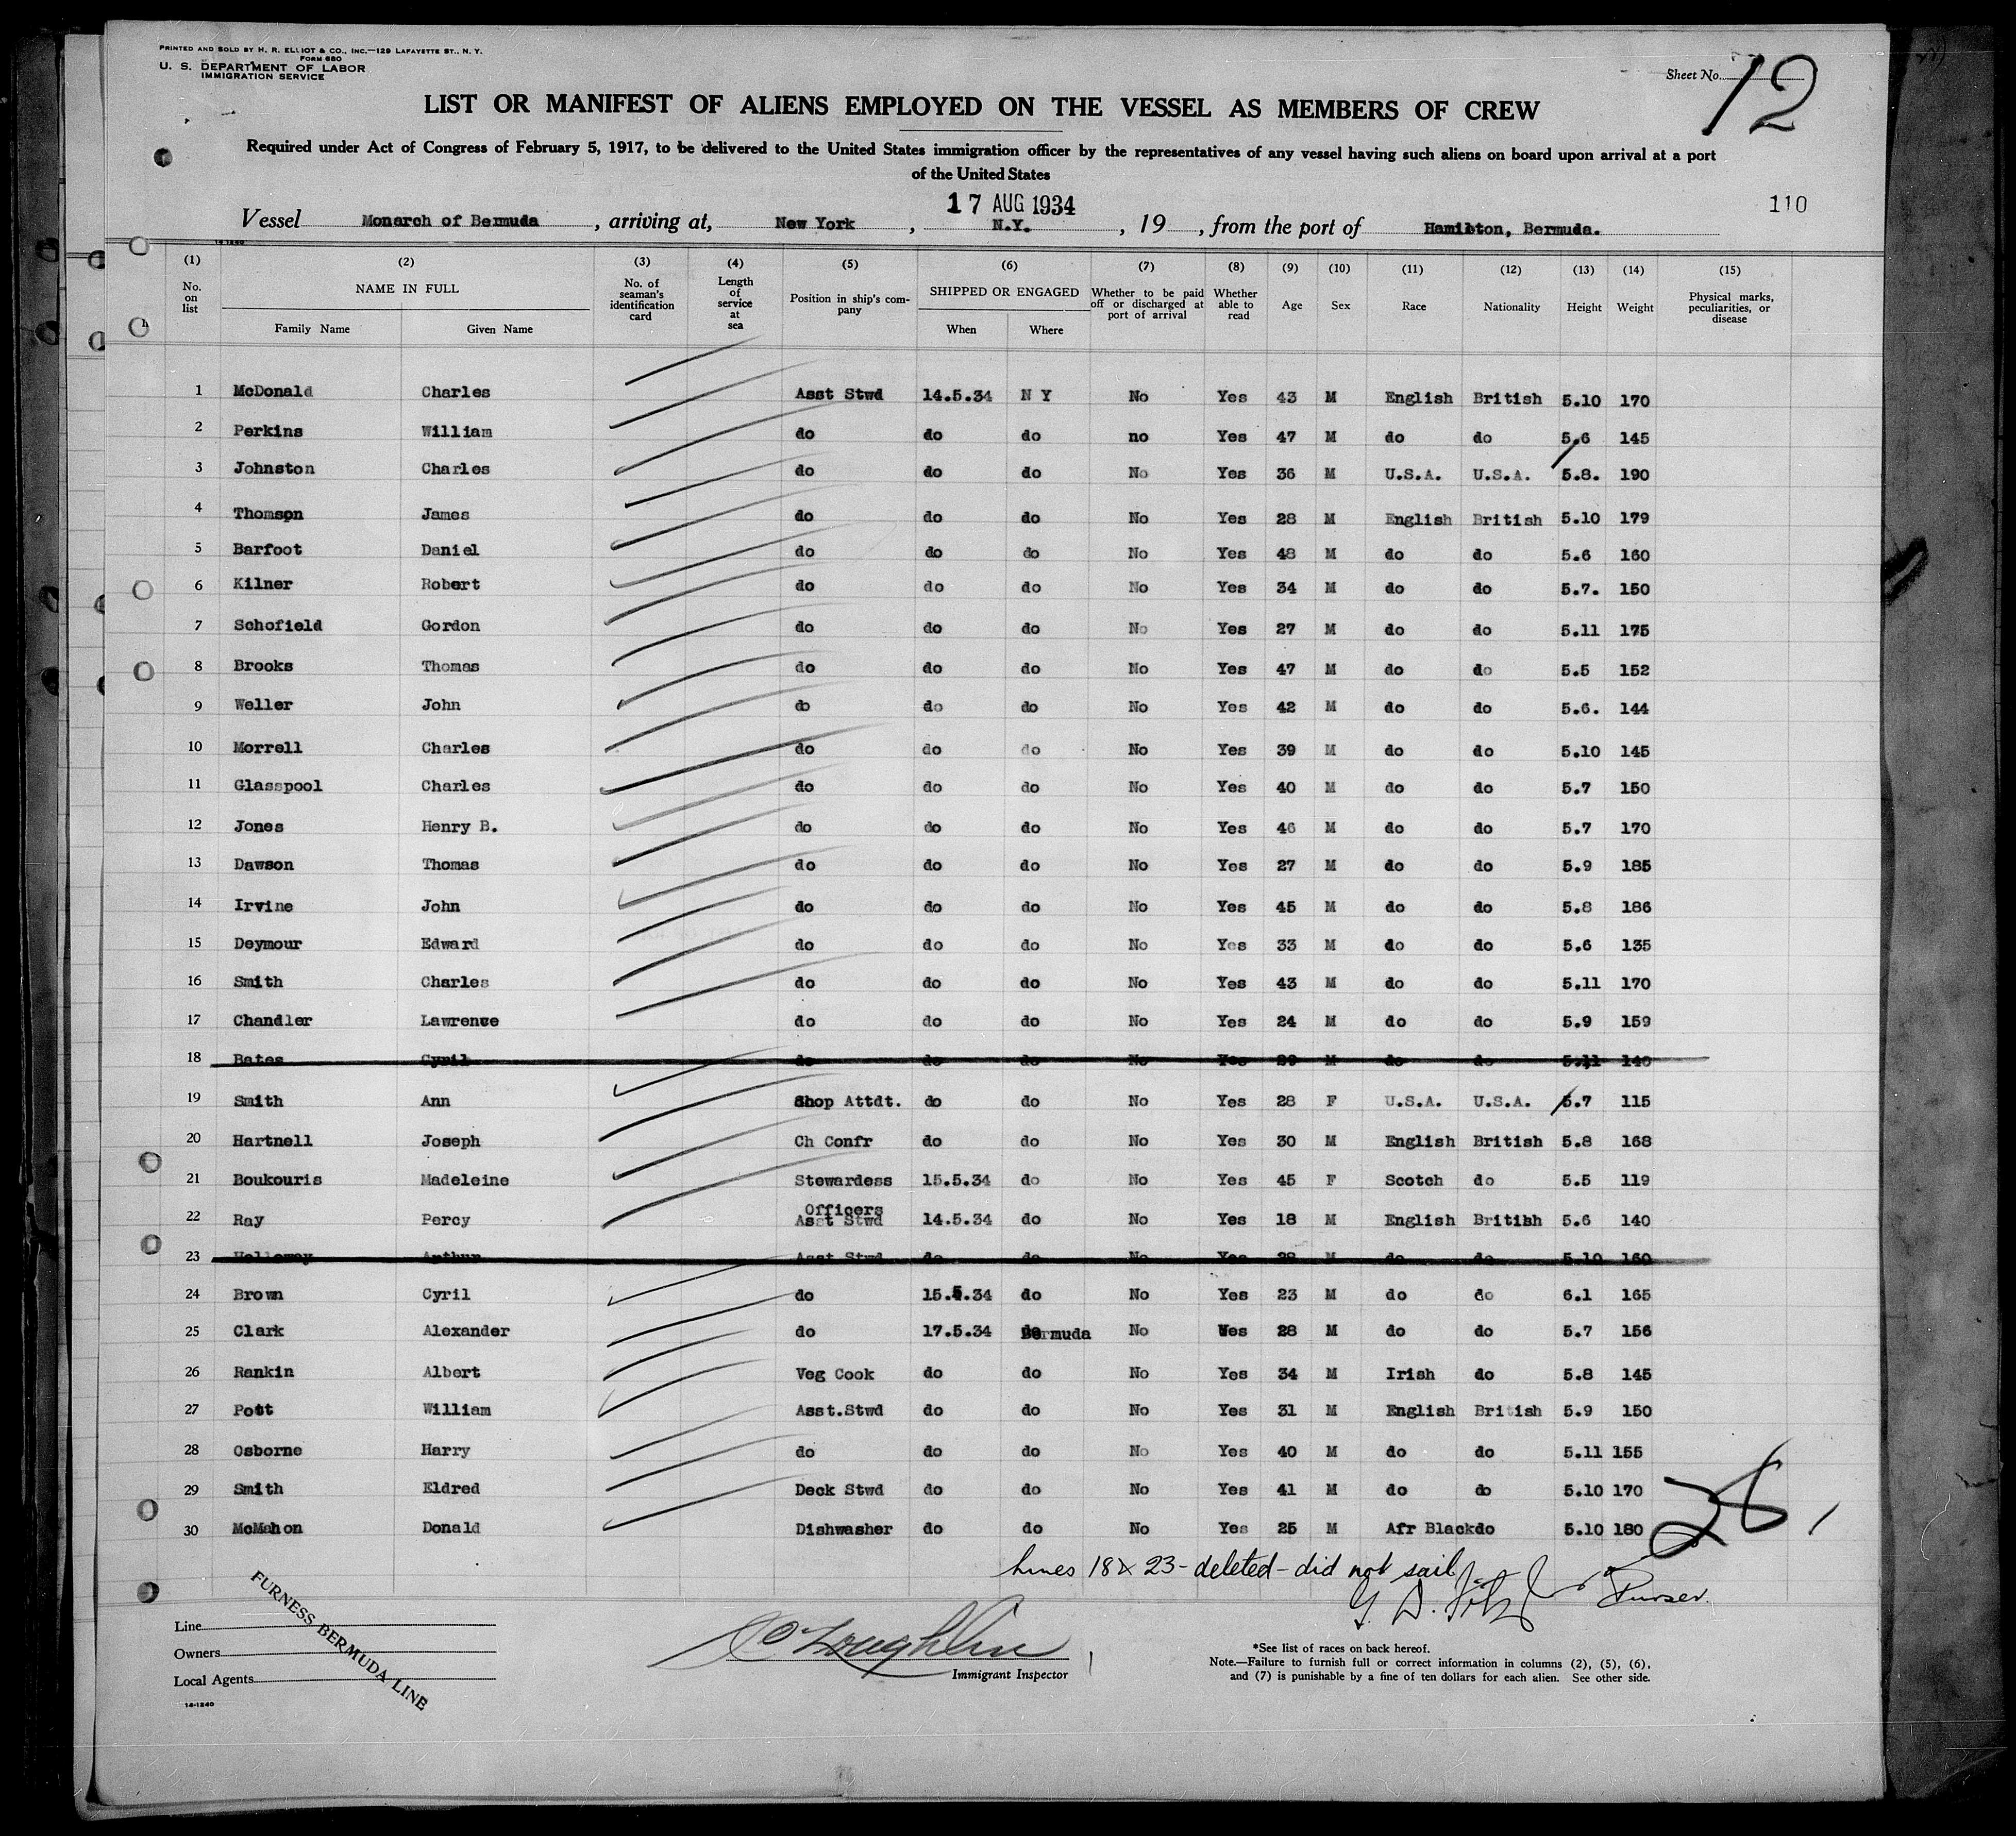 PRINTED AND SOLD BY H. R. ELLIOT & CO., INC.—129 LAFAYETTE ST., N. Y.
FORM 680
U. S. DEPARTMENT OF LABOR
IMMIGRATION SERVICE
Sheet No. 12
LIST OR MANIFEST OF ALIENS EMPLOYED ON THE VESSEL AS MEMBERS OF CREW
Required under Act of Congress of February 5, 1917, to be delivered to the United States immigration officer by the representatives of any vessel having such aliens on board upon arrival at a port
of the United States
17 AUG 1934
110
Vessel Monarch of Bermuda, arriving at, New York, N.Y., 19, from the port of Hamilton, Bermuda.
14-1240
(1) (2) (3) (4) (5) (6) (7) (8) (9) (10) (11) (12) (13) (14) (15)
No. on list NAME IN FULL Family Name Given Name No. of seaman's identification card Length of service at sea Position in ship's company SHIPPED OR ENGAGED When Where Whether to be paid off or discharged at port of arrival Whether able to read Age Sex Race Nationality Height Weight Physical marks, peculiarities, or disease
1 McDonald Charles Asst Stwd 14.5.34 N Y No Yes 43 M English British 5.10 170
2 Perkins William do do do no Yes 47 M do do 5.6 145
3 Johnston Charles do do do No Yes 36 M U.S.A. U.S.A. 5.8. 190
4 Thomson James do do do No Yes 28 M English British 5.10 179
5 Barfoot Daniel do do do No Yes 48 M do do 5.6 160
6 Kilner Robert do do do No Yes 34 M do do 5.7. 150
7 Schofield Gordon do do do No Yes 27 M do do 5.11 175
8 Brooks Thomas do do do No Yes 47 M do do 5.5 152
9 Weller John do do do No Yes 42 M do do 5.6. 144
10 Morrell Charles do do do No Yes 39 M do do 5.10 145
11 Glasspool Charles do do do No Yes 40 M do do 5.7 150
12 Jones Henry B. do do do No Yes 46 M do do 5.7 170
13 Dawson Thomas do do do No Yes 27 M do do 5.9 185
14 Irvine John do do do No Yes 45 M do do 5.8 186
15 Deymour Edward do do do No Yes 33 M do do 5.6 135
16 Smith Charles do do do No Yes 43 M do do 5.11 170
17 Chandler Lawrence do do do No Yes 24 M do do 5.9 159
18 Bates Cyril do do do No Yes 29 M do do 5.11 140
19 Smith Ann Shop Attdt. do do No Yes 28 F U.S.A. U.S.A. 5.7 115
20 Hartnell Joseph Ch Confr do do No Yes 30 M English British 5.8 168
21 Boukouris Madeleine Stewardess 15.5.34 do No Yes 45 F Scotch do 5.5 119
22 Ray Percy Officers Asst Stwd 14.5.34 do No Yes 18 M English British 5.6 140
23 Holloway Arthur Asst Stwd do do No Yes 28 M do do 5.10 160
24 Brown Cyril do 15.5.34 do No Yes 23 M do do 6.1 165
25 Clark Alexander do 17.5.34 Bermuda No Yes 28 M do do 5.7 156
26 Rankin Albert Veg Cook do do No Yes 34 M Irish do 5.8 145
27 Pott William Asst.Stwd do do No Yes 31 M English British 5.9 150
28 Osborne Harry do do do No Yes 40 M do do 5.11 155
29 Smith Eldred Deck Stwd do do No Yes 41 M do do 5.10 170
30 McMahon Donald Dishwasher do do No Yes 25 M Afr Black do 5.10 180
28
lines 18 & 23 - deleted - did not sail
Purser.
FURNESS BERMUDA LINE
Line
Owners
Local Agents
14-1240
Immigrant Inspector
*See list of races on back hereof.
Note.—Failure to furnish full or correct information in columns (2), (5), (6),
and (7) is punishable by a fine of ten dollars for each alien. See other side.